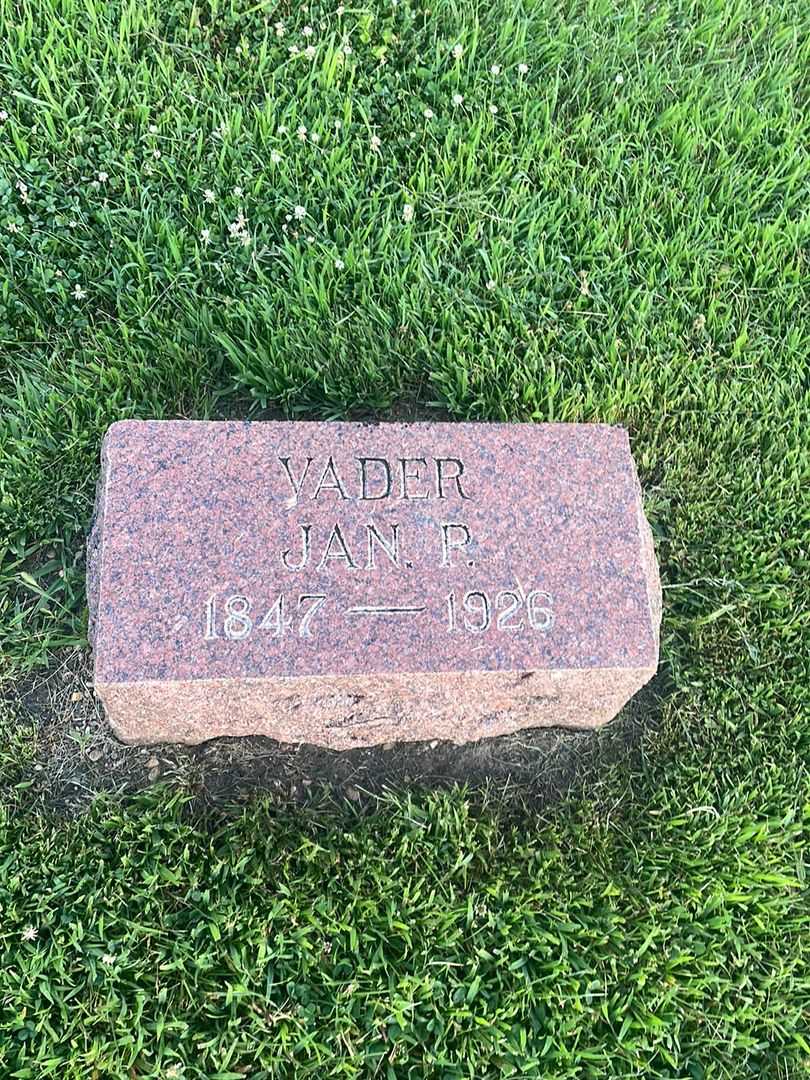 VADER
JAN. P.
1847 — 1926